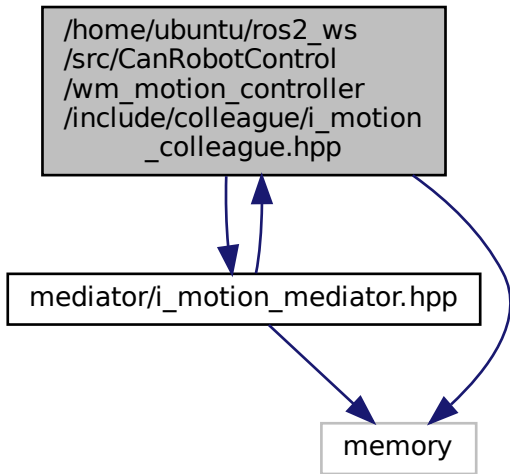 /home/ubuntu/ros2_ws
/src/CanRobotControl
/wm_motion_controller
/include/colleague/i_motion
_colleague.hpp
mediator/i_motion_mediator.hpp
memory